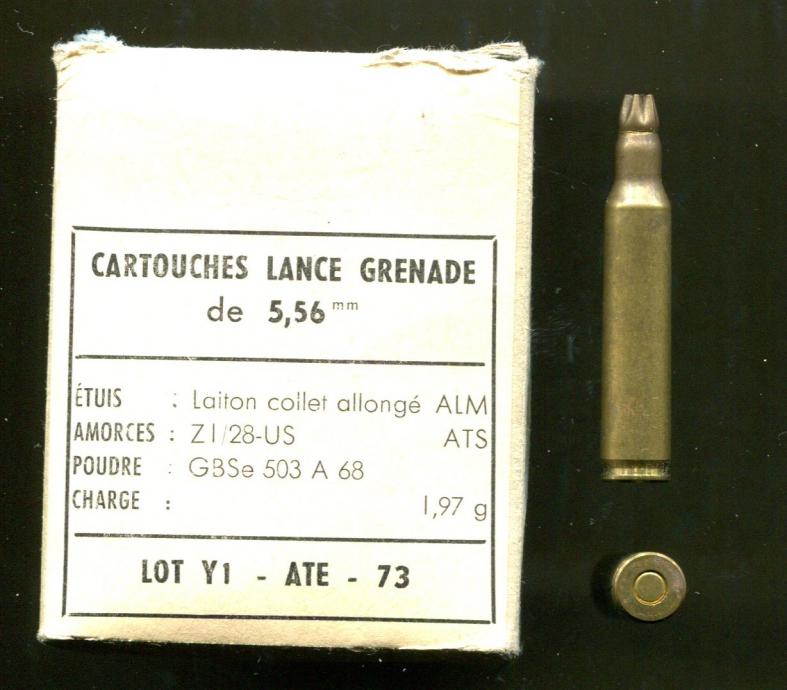 CARTOUCHES LANCE GRENADE
de 5,56 mm
ÉTUIS : Laiton collet allongé ALM
AMORCES : Z1/28-US ATS
POUDRE : GBSe 503 A 68
CHARGE : 1,97 g
LOT Y1 - ATE - 73